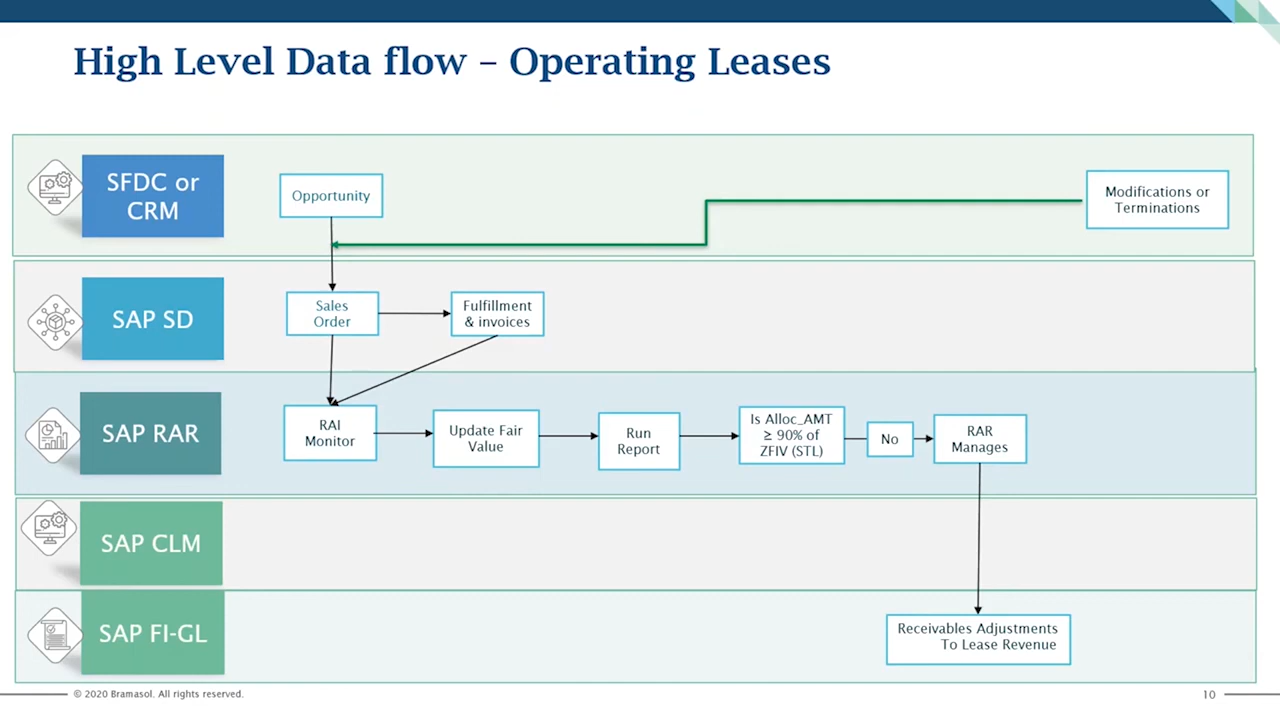 High Level Data flow – Operating Leases
SFDC or
CRM
Opportunity
Modifications or
Terminations
SAP SD
Sales
Order
Fulfillment
& invoices
SAP RAR
RAI
Monitor
Update Fair
Value
Run
Report
Is Alloc_AMT
≥ 90% of
ZFIV (STL)
No
RAR
Manages
SAP CLM
SAP FI-GL
Receivables Adjustments
To Lease Revenue
© 2020 Bramasol. All rights reserved.
10